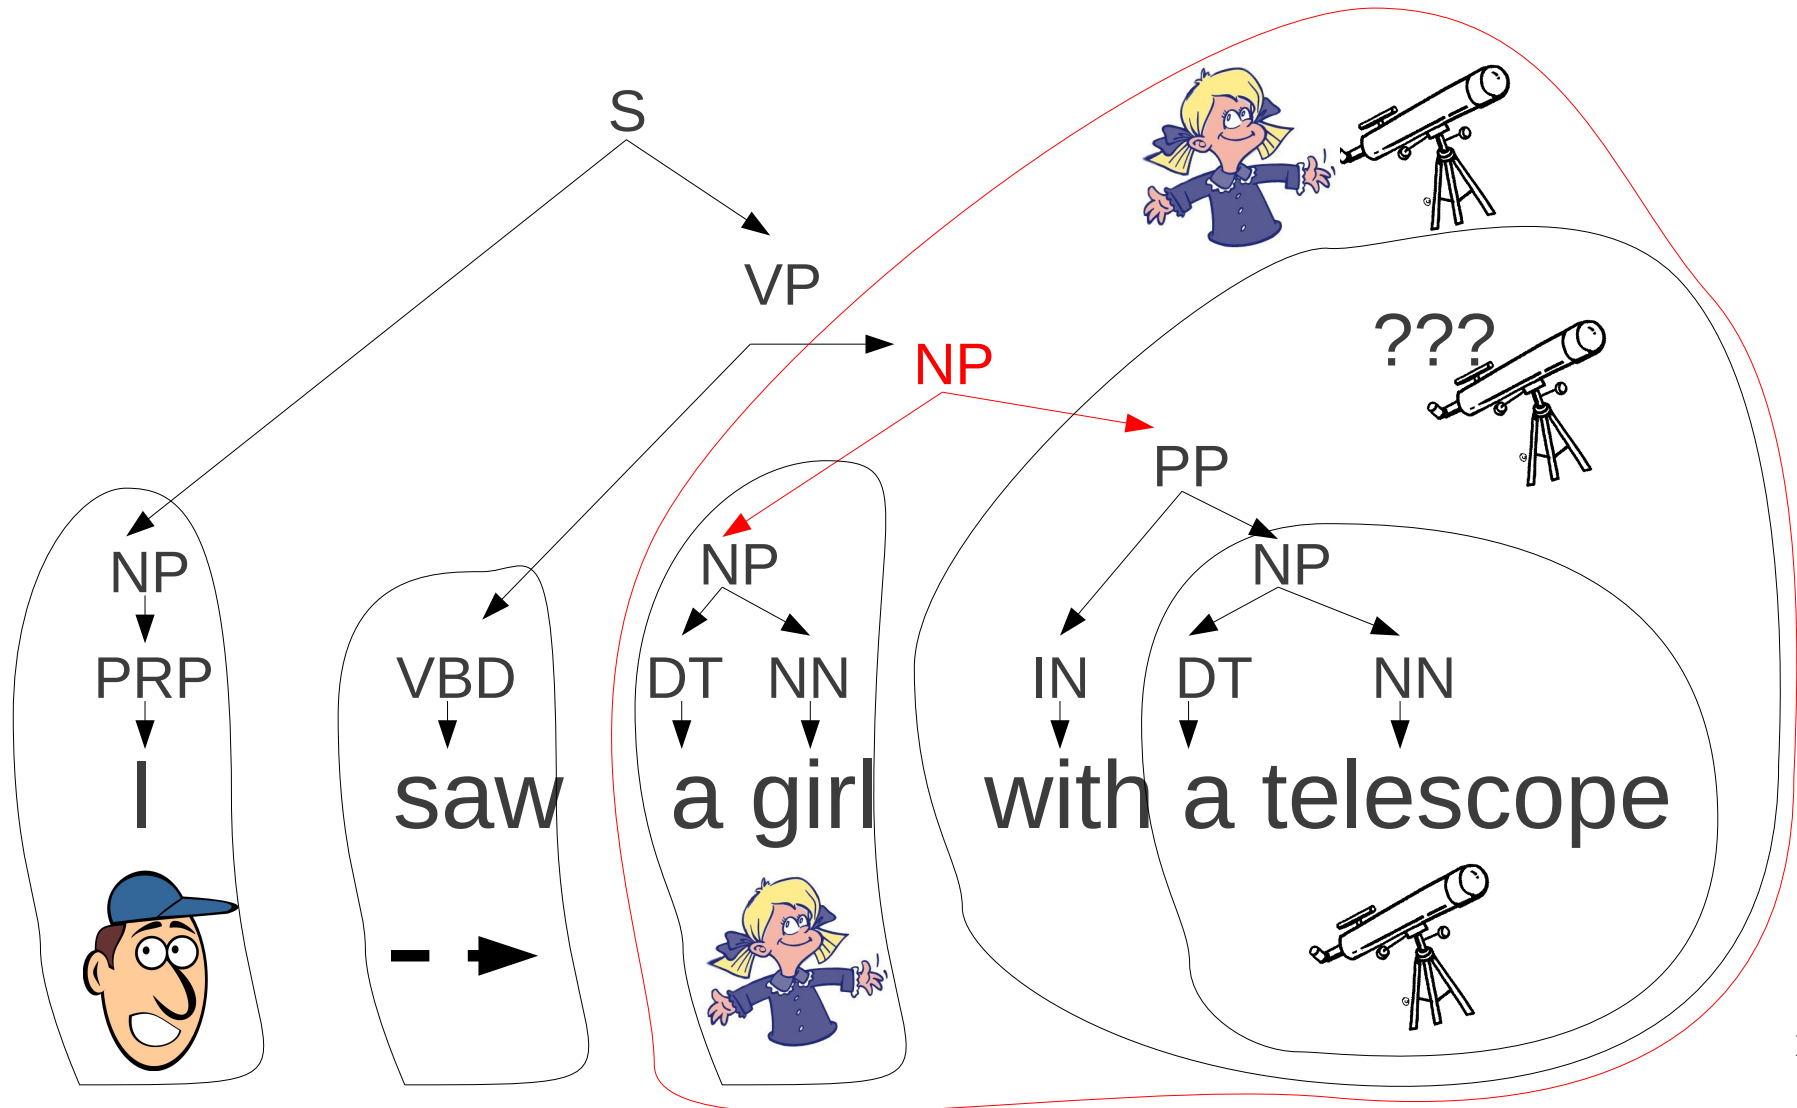 S
VP
NP
???
PP
NP NP NP
PRP VBD DT NN IN DT NN
I saw a girl with a telescope